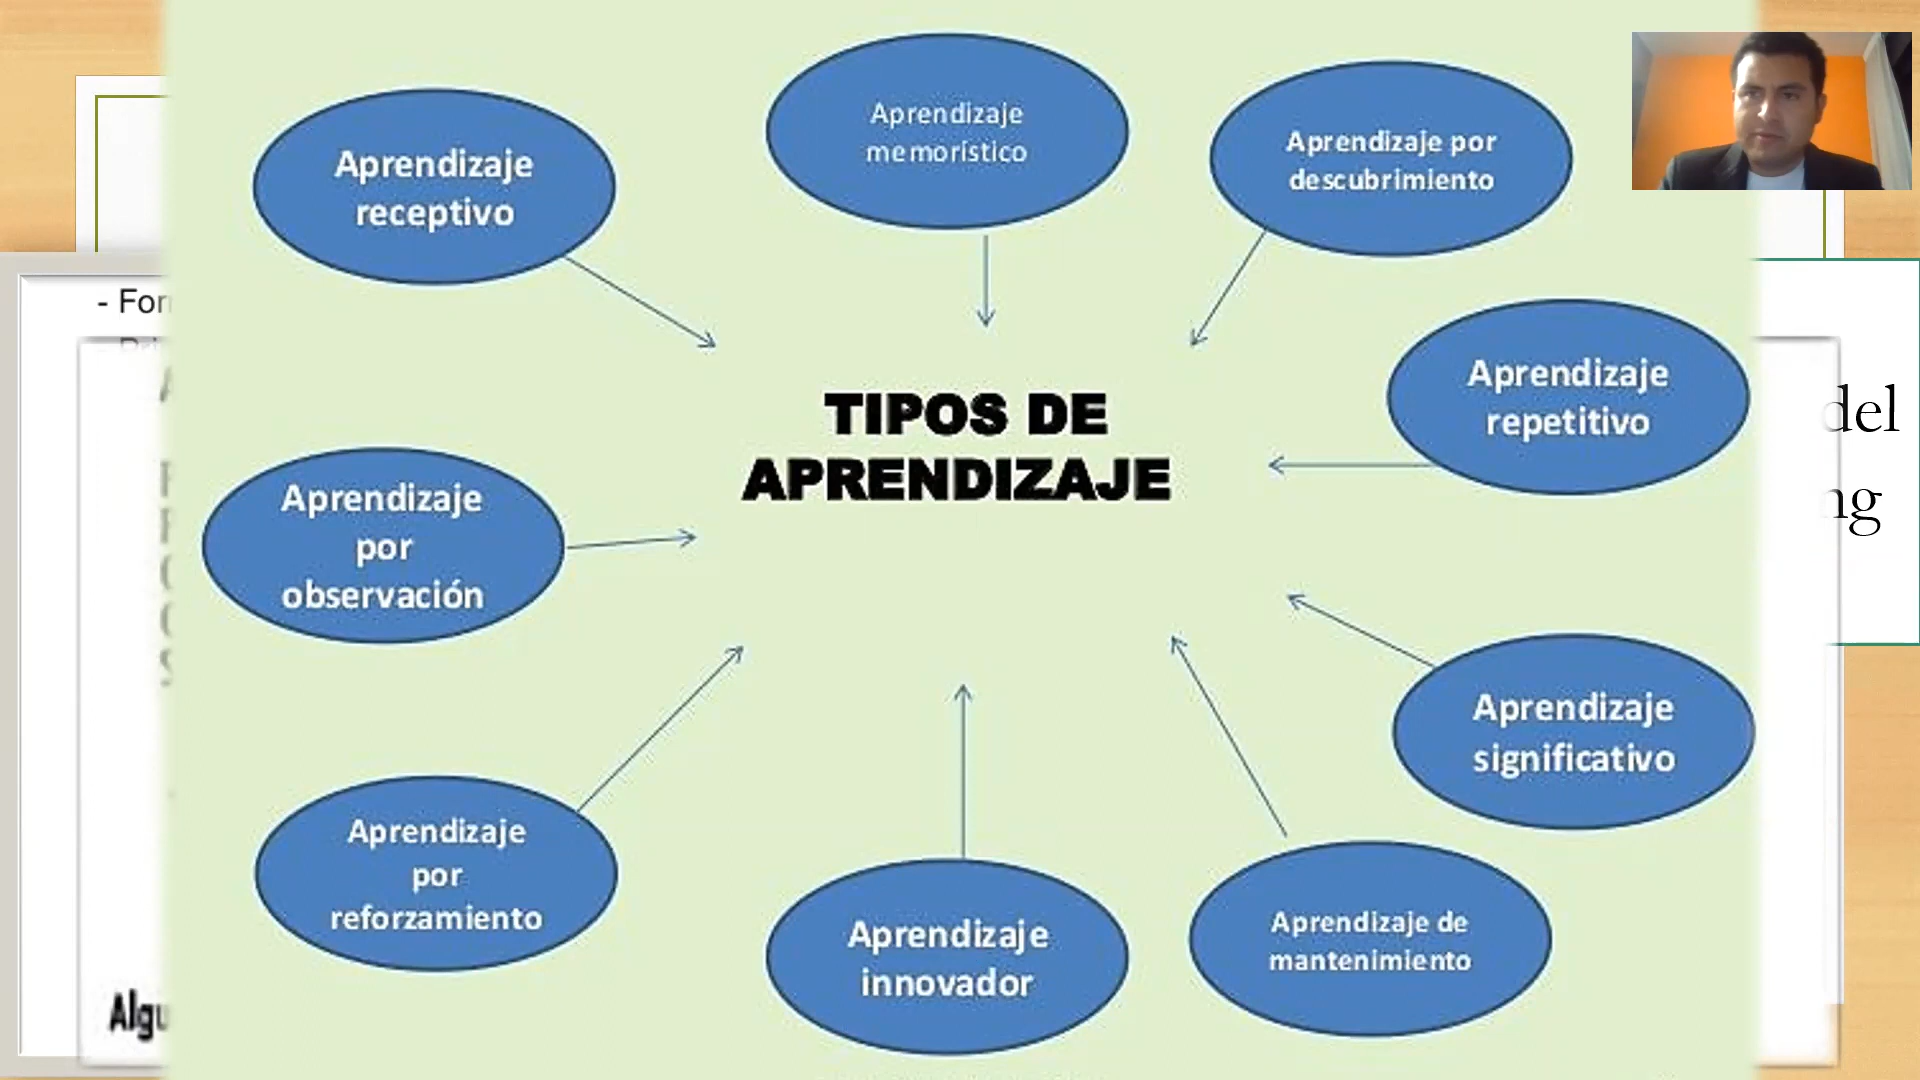 Aprendizaje
receptivo
Aprendizaje
memorístico
Aprendizaje por
descubrimiento
TIPOS DE
APRENDIZAJE
Aprendizaje
repetitivo
Aprendizaje
por
observación
Aprendizaje
significativo
Aprendizaje
por
reforzamiento
Aprendizaje
innovador
Aprendizaje de
mantenimiento
- For
del
ng
Algu